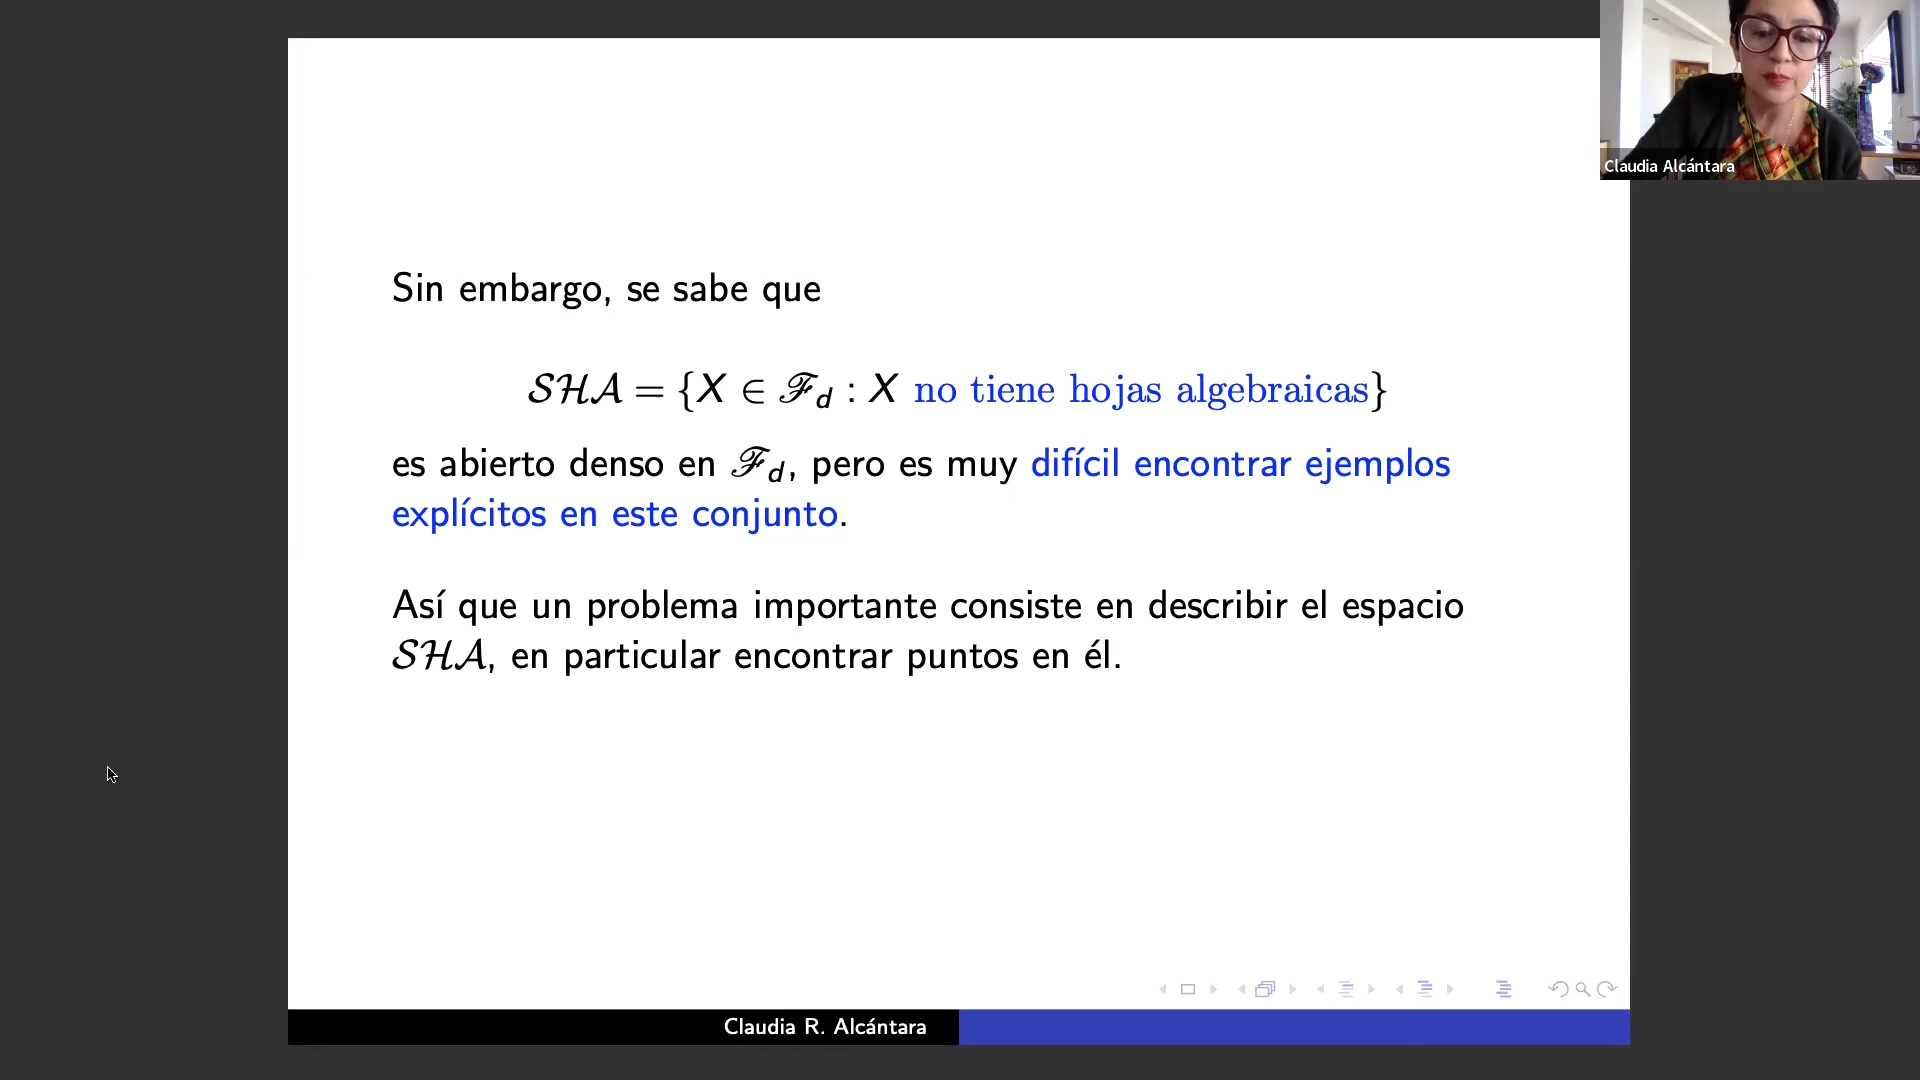 Claudia Alcántara
Sin embargo, se sabe que
𝒮ℋ𝒜 = {X ∈ ℱ_d : X no tiene hojas algebraicas}
es abierto denso en ℱ_d, pero es muy difícil encontrar ejemplos
explícitos en este conjunto.
Así que un problema importante consiste en describir el espacio
𝒮ℋ𝒜, en particular encontrar puntos en él.
Claudia R. Alcántara